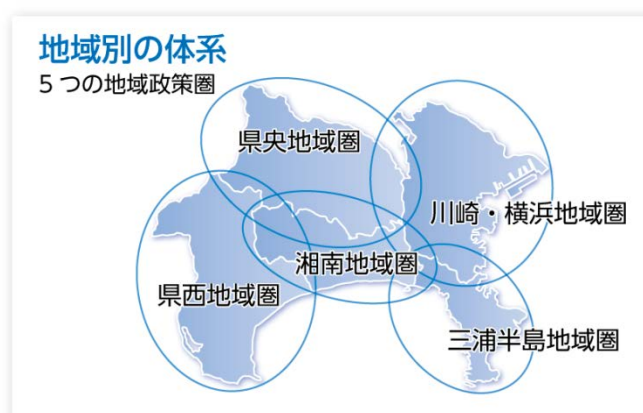 地域別の体系
5つの地域政策圏
県央地域圏
川崎・横浜地域圏
湘南地域圏
県西地域圏
三浦半島地域圏